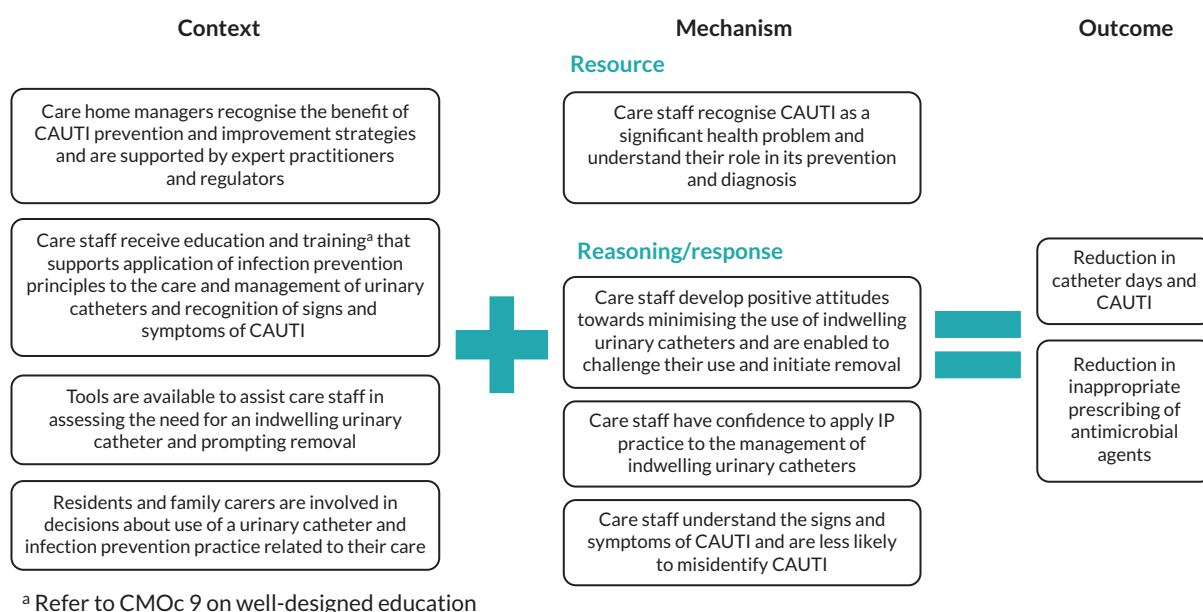 Context
Care home managers recognise the benefit of
CAUTI prevention and improvement strategies
and are supported by expert practitioners
and regulators
Care staff receive education and trainingᵃ that
supports application of infection prevention
principles to the care and management of urinary
catheters and recognition of signs and
symptoms of CAUTI
Tools are available to assist care staff in
assessing the need for an indwelling urinary
catheter and prompting removal
Residents and family carers are involved in
decisions about use of a urinary catheter and
infection prevention practice related to their care
Mechanism
Resource
Care staff recognise CAUTI as a
significant health problem and
understand their role in its prevention
and diagnosis
Reasoning/response
Care staff develop positive attitudes
towards minimising the use of indwelling
urinary catheters and are enabled to
challenge their use and initiate removal
Care staff have confidence to apply IP
practice to the management of
indwelling urinary catheters
Care staff understand the signs and
symptoms of CAUTI and are less likely
to misidentify CAUTI
Outcome
Reduction in
catheter days and
CAUTI
Reduction in
inappropriate
prescribing of
antimicrobial
agents
ᵃ Refer to CMOc 9 on well-designed education